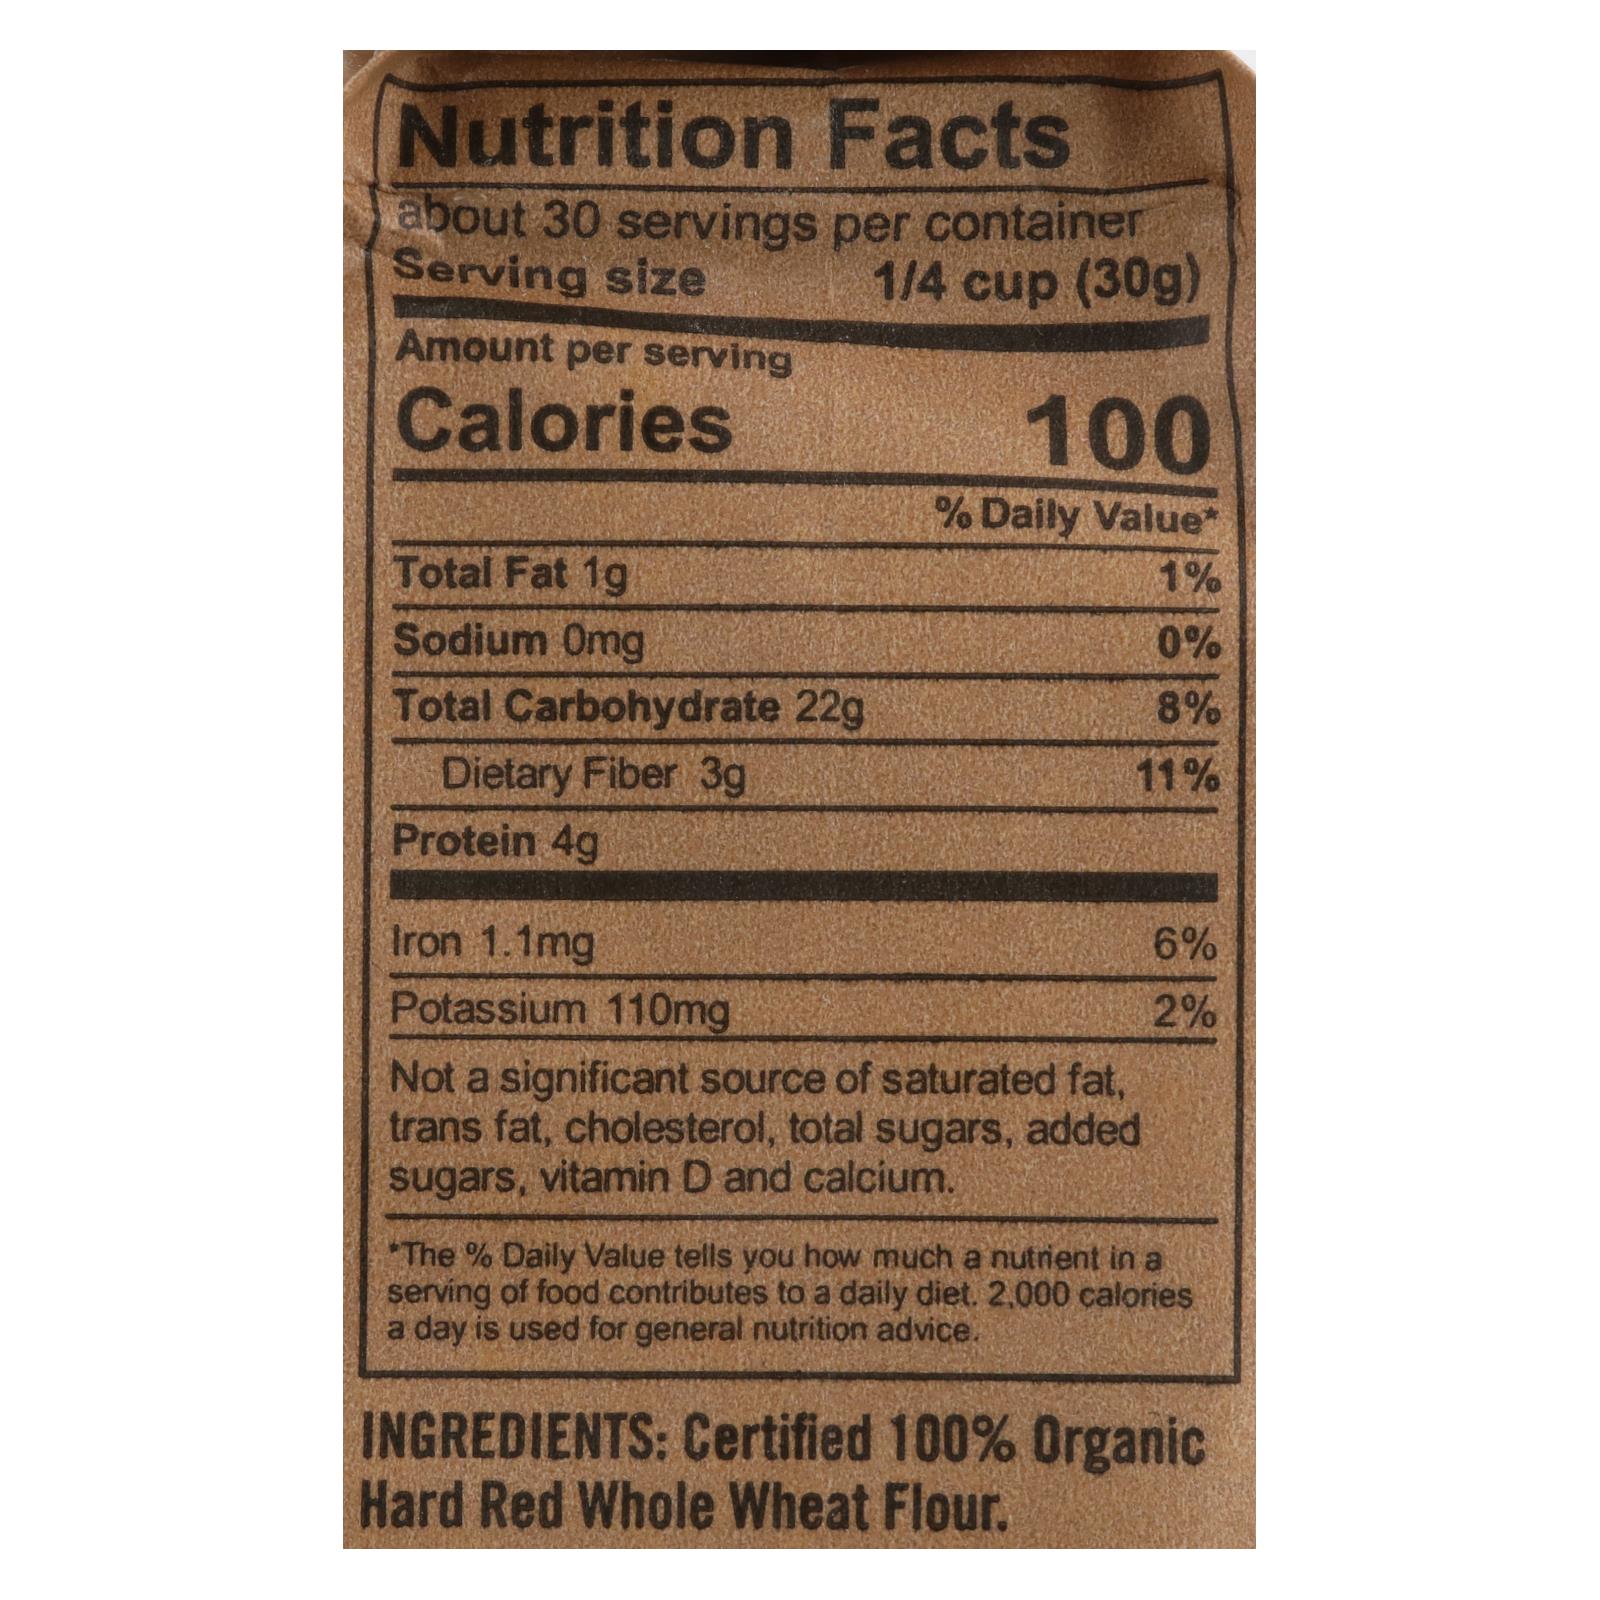 Nutrition Facts
about 30 servings per container
Serving size 1/4 cup (30g)
Amount per serving
Calories 100
% Daily Value*
Total Fat 1g 1%
Sodium 0mg 0%
Total Carbohydrate 22g 8%
Dietary Fiber 3g 11%
Protein 4g
Iron 1.1mg 6%
Potassium 110mg 2%
Not a significant source of saturated fat,
trans fat, cholesterol, total sugars, added
sugars, vitamin D and calcium.
*The % Daily Value tells you how much a nutrient in a
serving of food contributes to a daily diet. 2,000 calories
a day is used for general nutrition advice.
INGREDIENTS: Certified 100% Organic
Hard Red Whole Wheat Flour.